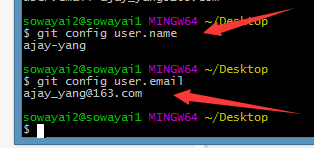 sowayai2@sowayai1 MINGW64 ~/Desktop
$ git config user.name
ajay-yang
sowayai2@sowayai1 MINGW64 ~/Desktop
$ git config user.email
ajay_yang@163.com
sowayai2@sowayai1 MINGW64 ~/Desktop
$